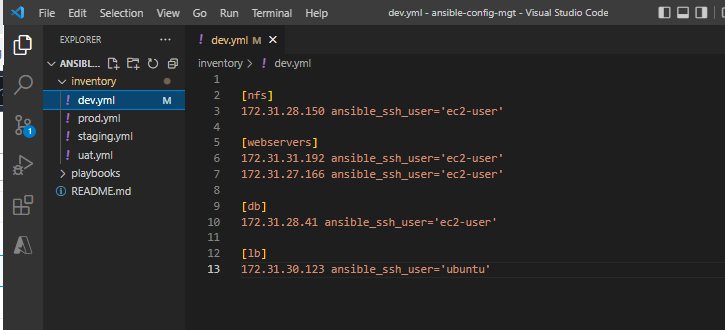 File Edit Selection View Go Run Terminal Help dev.yml - ansible-config-mgt - Visual Studio Code
EXPLORER
ANSIBL...
inventory
dev.yml M
prod.yml
staging.yml
uat.yml
playbooks
README.md
1
dev.yml M
inventory > dev.yml
1
2 [nfs]
3 172.31.28.150 ansible_ssh_user='ec2-user'
4
5 [webservers]
6 172.31.31.192 ansible_ssh_user='ec2-user'
7 172.31.27.166 ansible_ssh_user='ec2-user'
8
9 [db]
10 172.31.28.41 ansible_ssh_user='ec2-user'
11
12 [lb]
13 172.31.30.123 ansible_ssh_user='ubuntu'